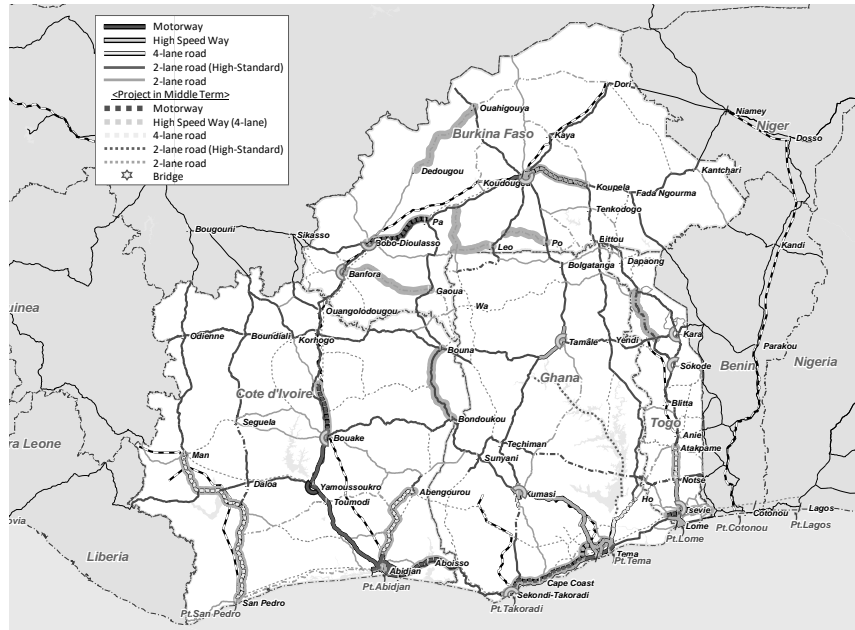 Motorway
High Speed Way
4-lane road
2-lane road (High-Standard)
2-lane road
<Project in Middle Term>
Motorway
High Speed Way (4-lane)
4-lane road
2-lane road (High-Standard)
2-lane road
Bridge
Dori
Ouahigouya
Niamey
Burkina Faso
Kaya
Niger
Dosso
Dedougou
Koudougou
Kantchari
Koupela
Fada Ngourma
Tenkodogo
Pa
Bougouni
Sikasso
Bobo-Dioulasso
Leo
Po
Bittou
Kandi
Dapaong
Banfora
Bolgatanga
Gaoua
uinea
Ouangolodougou
Wa
Odienne
Boundiali
Korhogo
Tamale
Yendi
Kara
Bouna
Parakou
Sokode
Benin
Nigeria
Cote d'Ivoire
Ghana
Blitta
Seguela
Bondoukou
Togo
Anie
ra Leone
Bouake
Techiman
Atakpame
Man
Sunyani
Daloa
Yamoussoukro
Abengourou
Kumasi
Notse
Toumodi
Ho
Tsevie
Cotonou
Lagos
ovia
Lome
Pt.Cotonou
Pt.Lagos
Pt.Lome
Liberia
Tema
Aboisso
Pt.Tema
Abidjan
Cape Coast
Pt.Abidjan
Sekondi-Takoradi
San Pedro
Pt.San Pedro
Pt.Takoradi